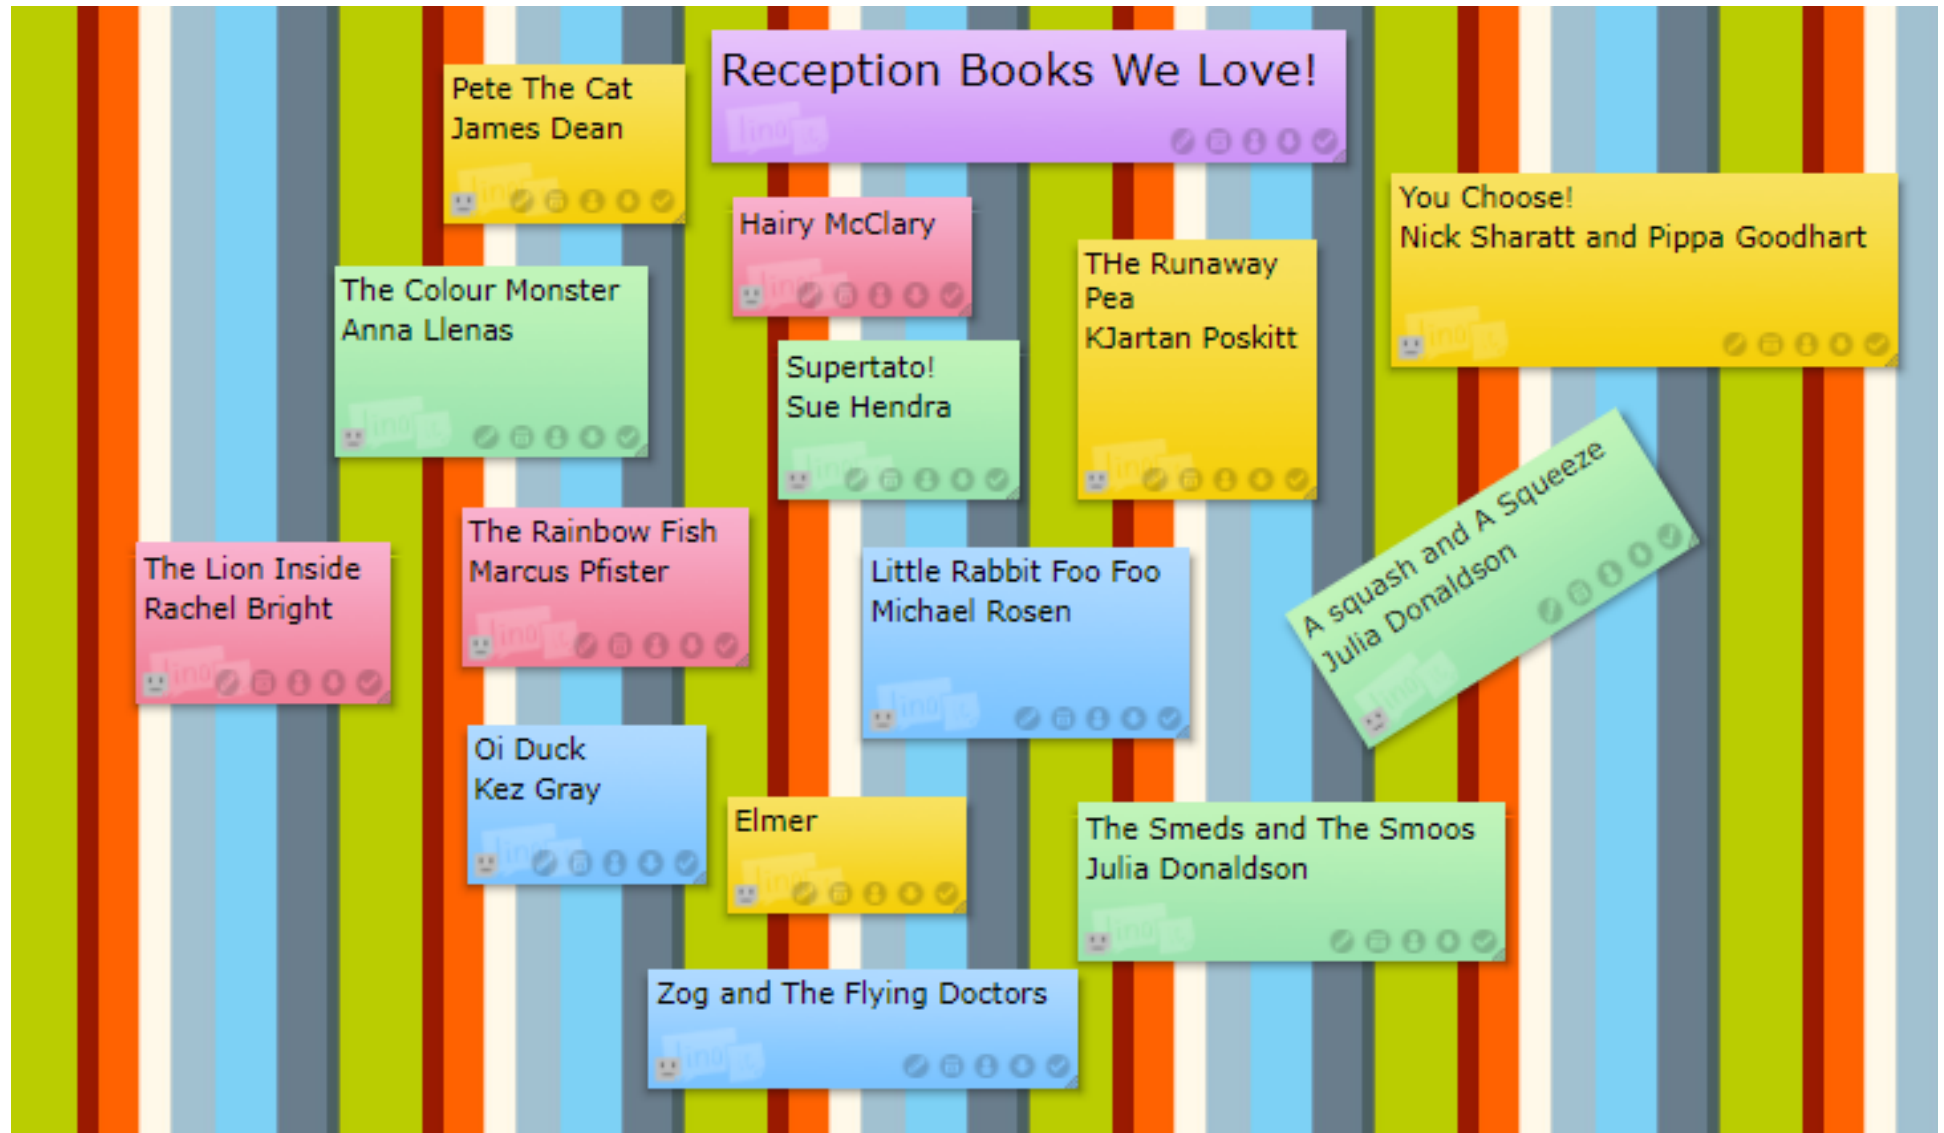 Reception Books We Love!
Pete The Cat
James Dean
You Choose!
Nick Sharatt and Pippa Goodhart
Hairy McClary
THe Runaway
Pea
KJartan Poskitt
The Colour Monster
Anna Llenas
Supertato!
Sue Hendra
A squash and A Squeeze
Julia Donaldson
The Rainbow Fish
Marcus Pfister
The Lion Inside
Rachel Bright
Little Rabbit Foo Foo
Michael Rosen
Oi Duck
Kez Gray
Elmer
The Smeds and The Smoos
Julia Donaldson
Zog and The Flying Doctors